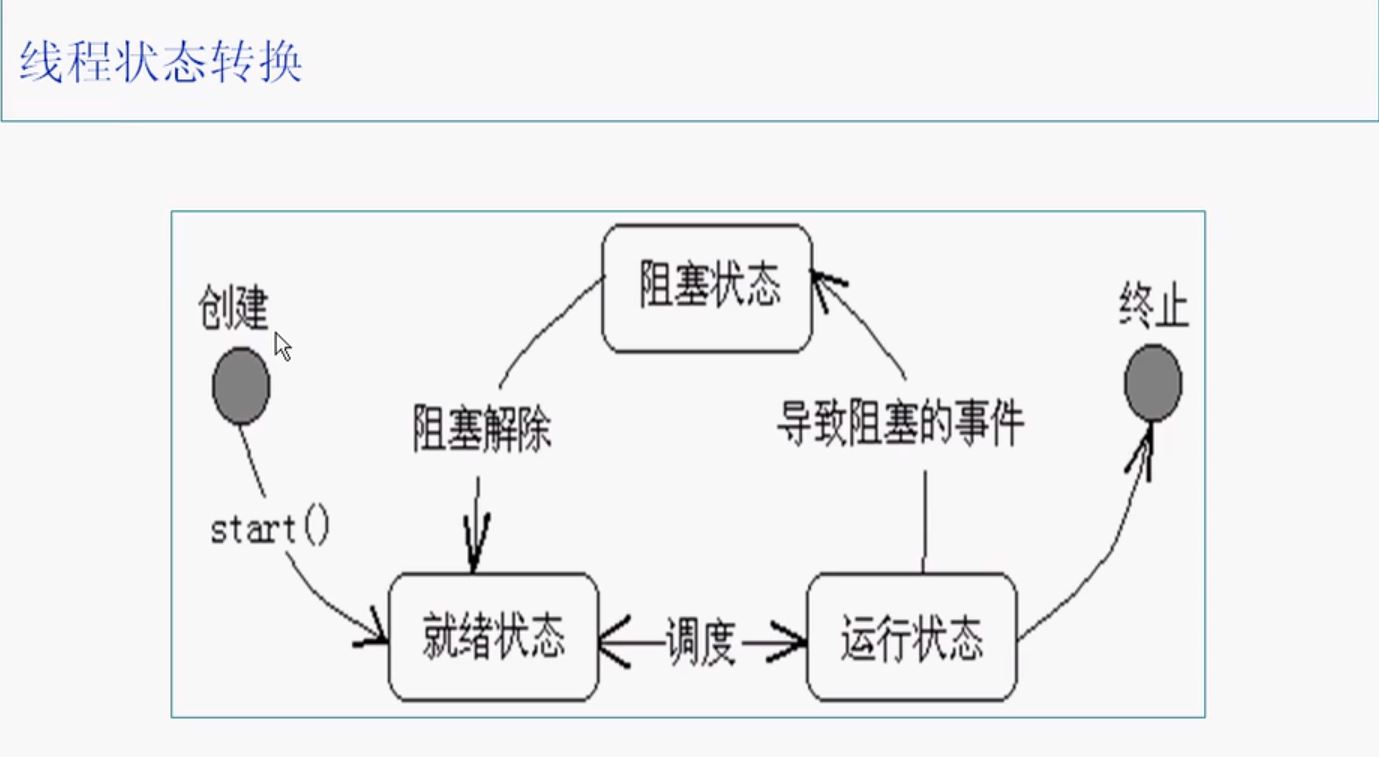 线程状态转换
阻塞状态
创建
终止
阻塞解除
导致阻塞的事件
start()
就绪状态
调度
运行状态